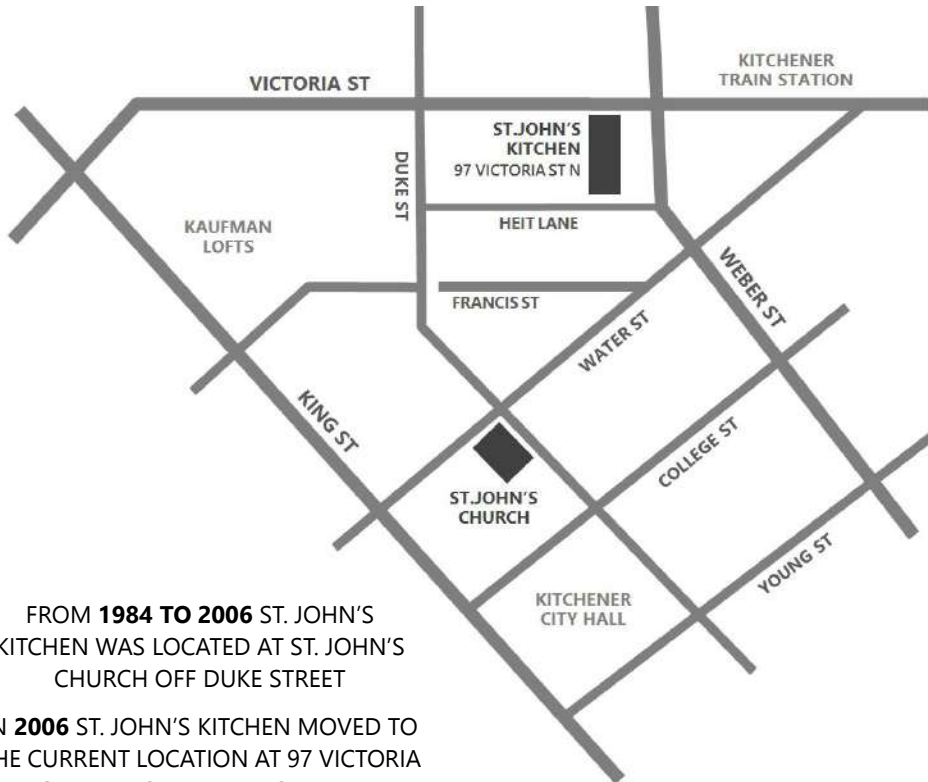 KITCHENER
TRAIN STATION
VICTORIA ST
ST.JOHN'S
KITCHEN
97 VICTORIA ST N
DUKE ST
HEIT LANE
KAUFMAN
LOFTS
WEBER ST
FRANCIS ST
WATER ST
KING ST
COLLEGE ST
ST.JOHN'S
CHURCH
YOUNG ST
KITCHENER
CITY HALL
FROM 1984 TO 2006 ST. JOHN'S
KITCHEN WAS LOCATED AT ST. JOHN'S
CHURCH OFF DUKE STREET
N 2006 ST. JOHN'S KITCHEN MOVED TO
HE CURRENT LOCATION AT 97 VICTORIA